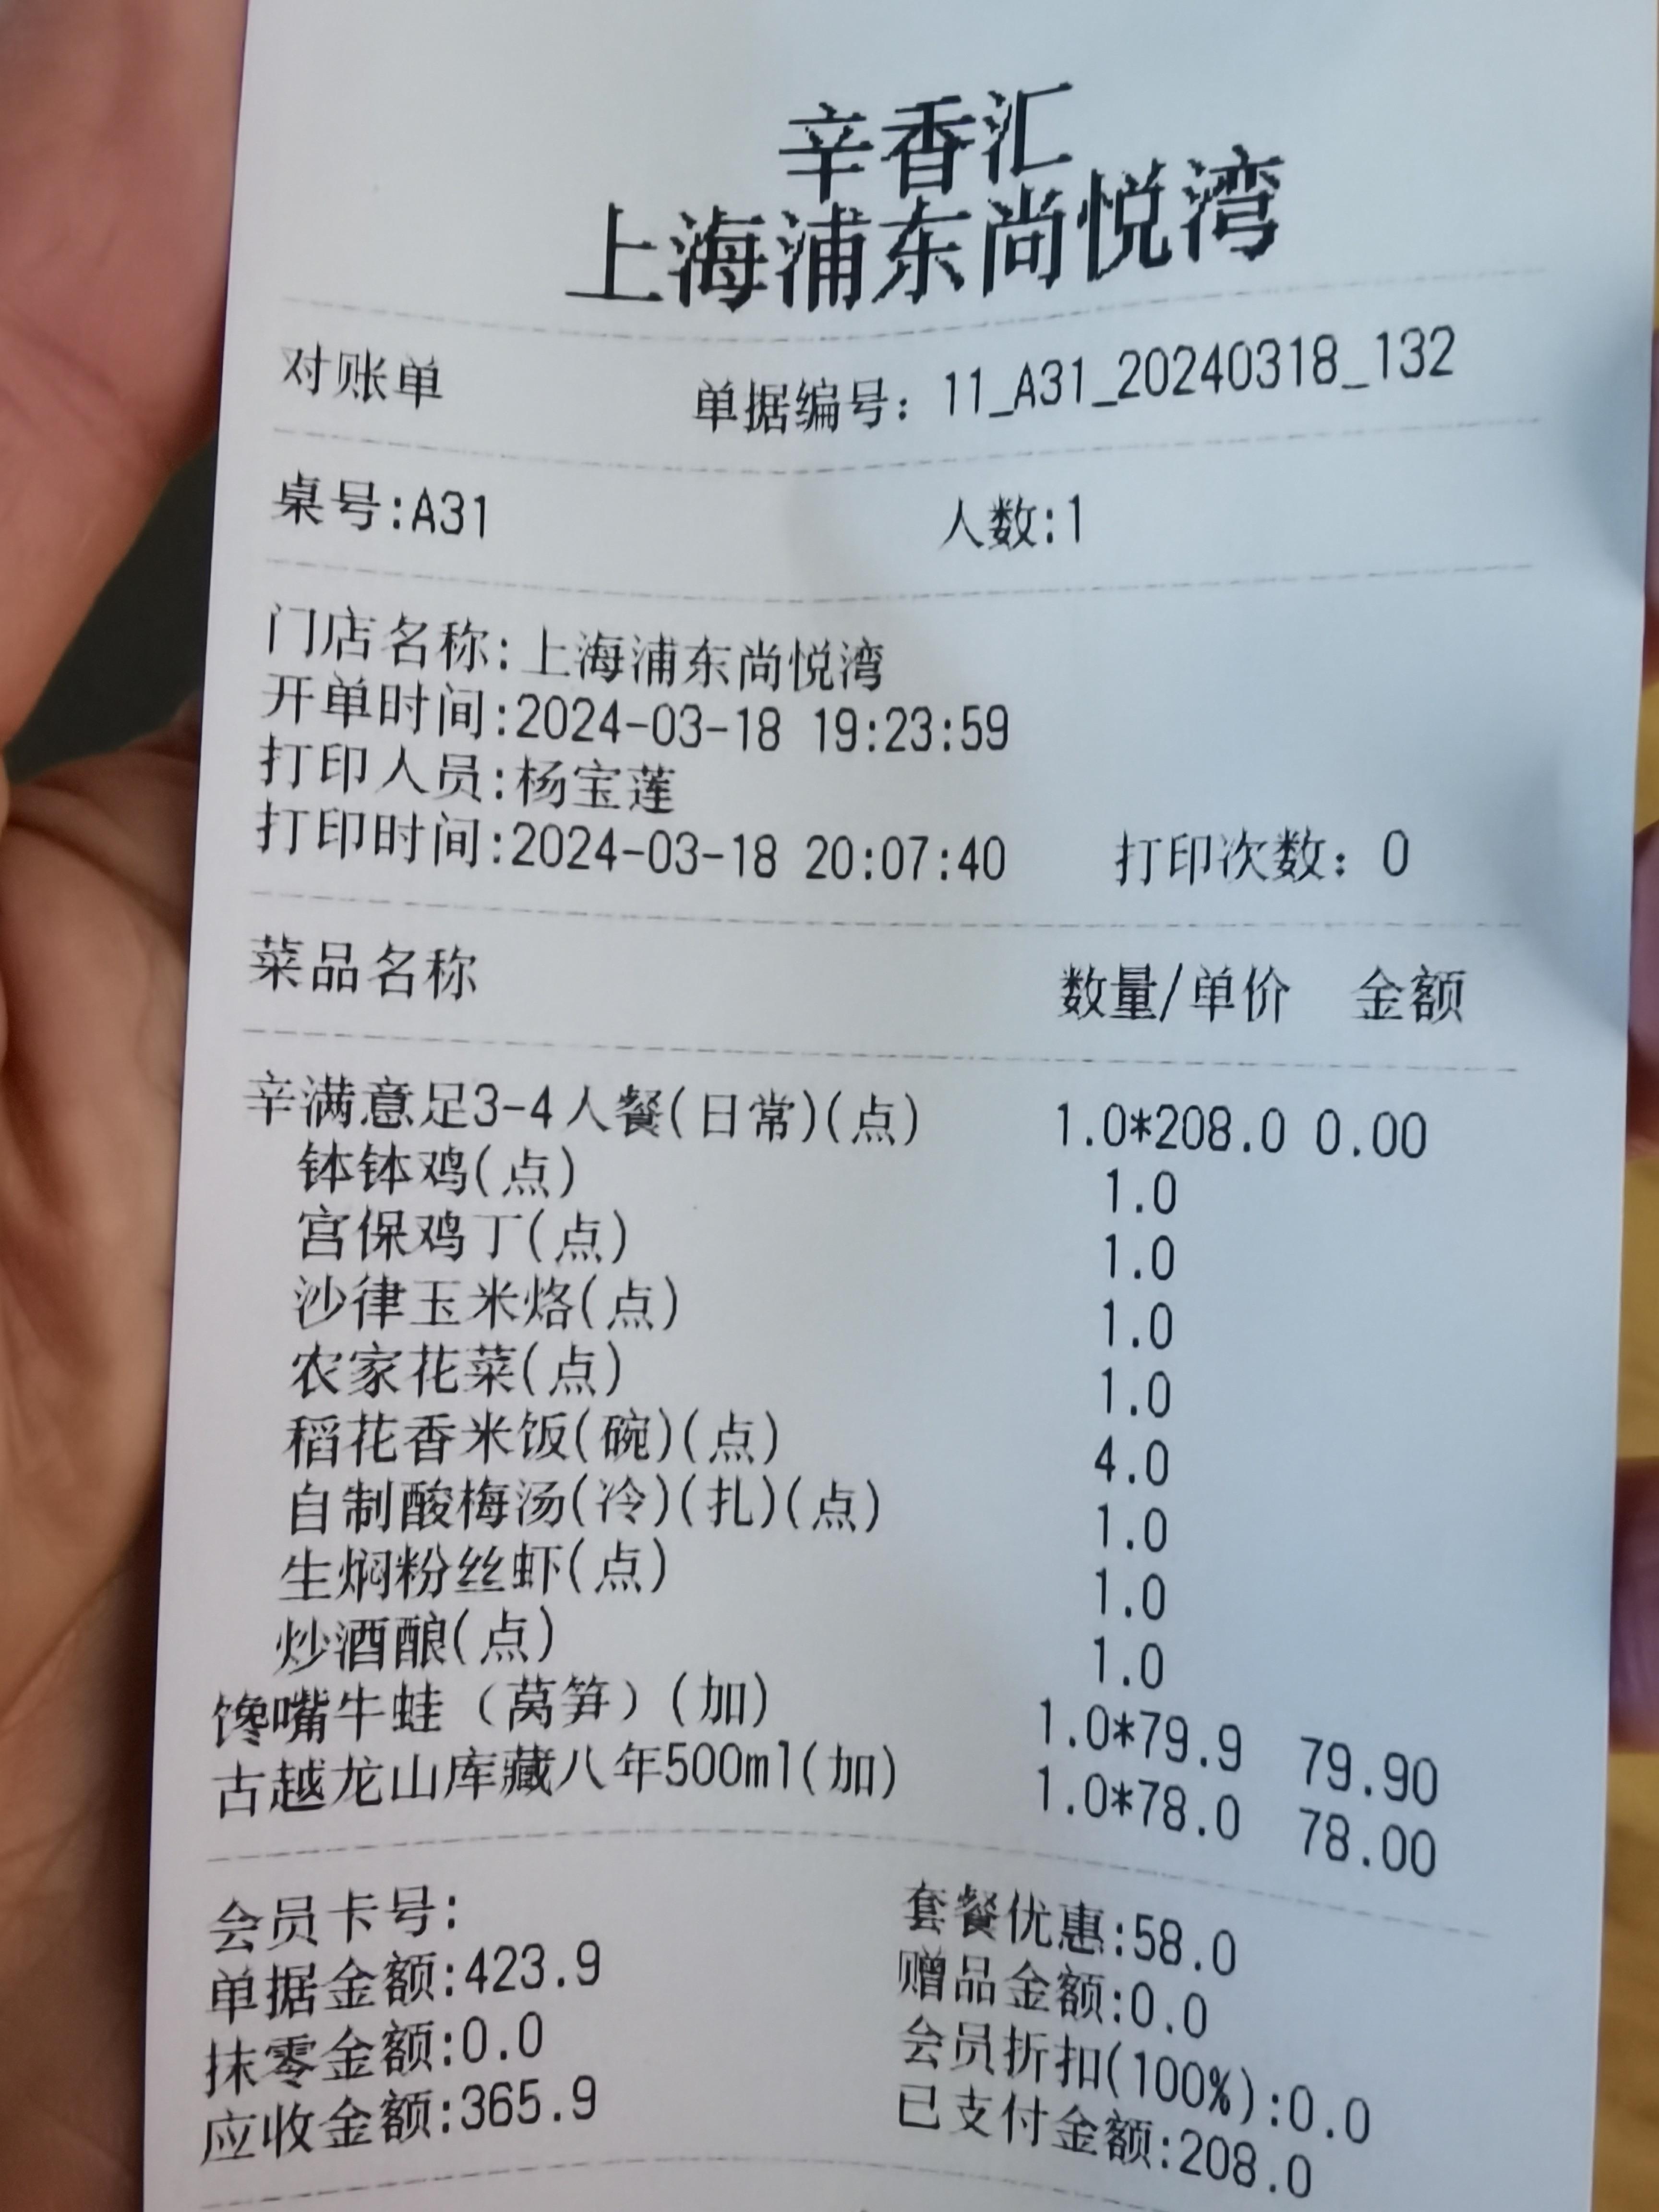 辛香汇
上海浦东尚悦湾
对账单 单据编号：11_A31_20240318_132
桌号:A31 人数:1
门店名称:上海浦东尚悦湾
开单时间:2024-03-18 19:23:59
打印人员:杨宝莲
打印时间:2024-03-18 20:07:40 打印次数：0
菜品名称 数量/单价 金额
辛满意足3-4人餐(日常)(点) 1.0*208.0 0.00
钵钵鸡(点) 1.0
宫保鸡丁(点) 1.0
沙律玉米烙(点) 1.0
农家花菜(点) 1.0
稻花香米饭(碗)(点) 4.0
自制酸梅汤(冷)(扎)(点) 1.0
生焖粉丝虾(点) 1.0
炒酒酿(点) 1.0
馋嘴牛蛙（莴笋）(加) 1.0*79.9 79.90
古越龙山库藏八年500ml(加) 1.0*78.0 78.00
会员卡号: 套餐优惠:58.0
单据金额:423.9 赠品金额:0.0
抹零金额:0.0 会员折扣(100%):0.0
应收金额:365.9 已支付金额:208.0